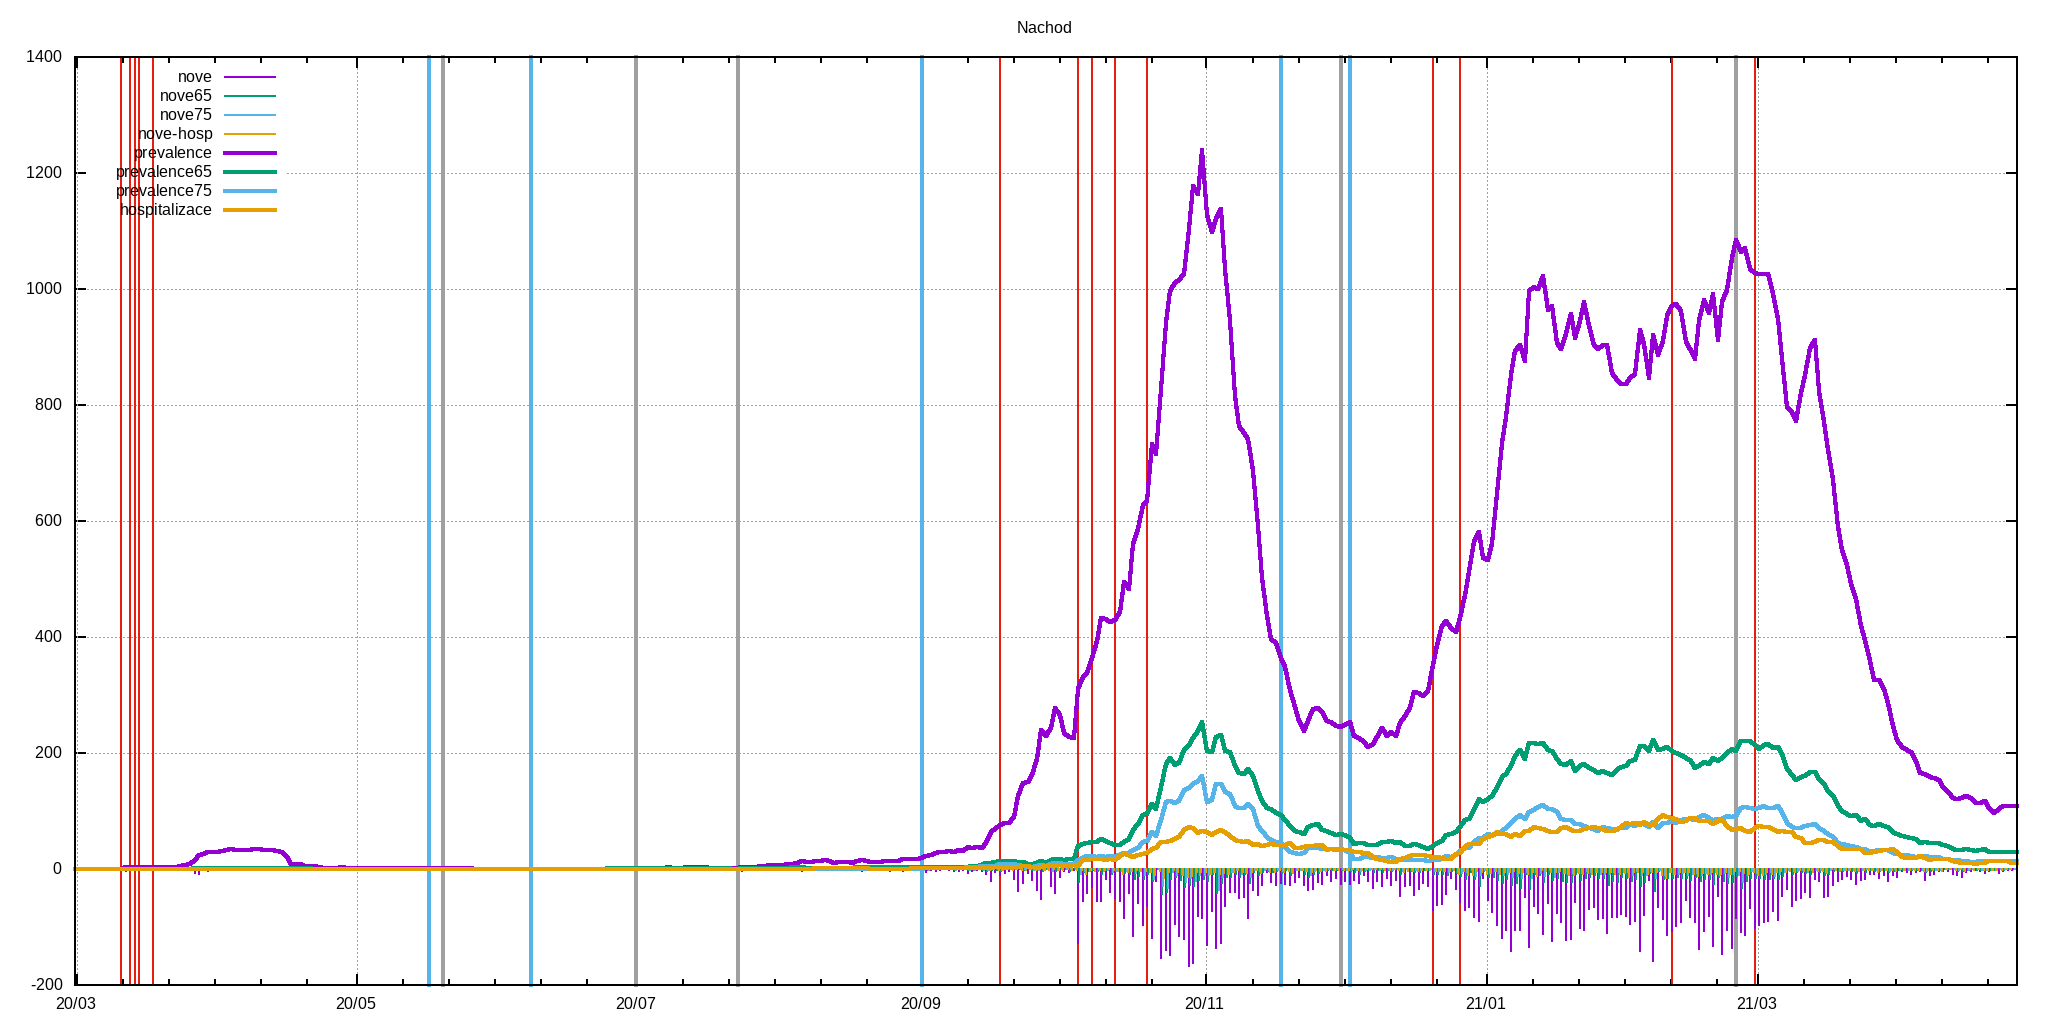 Nachod
1400
1200
1000
800
600
400
200
0
-200
nove
nove65
nove75
nove-hosp
prevalence
prevalence65
prevalence75
hospitalizace
20/03
20/05
20/07
20/09
20/11
21/01
21/03